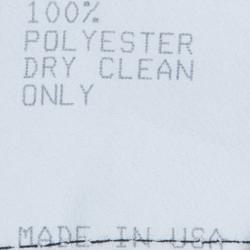 100%
POLYESTER
DRY CLEAN
ONLY
MADE IN USA